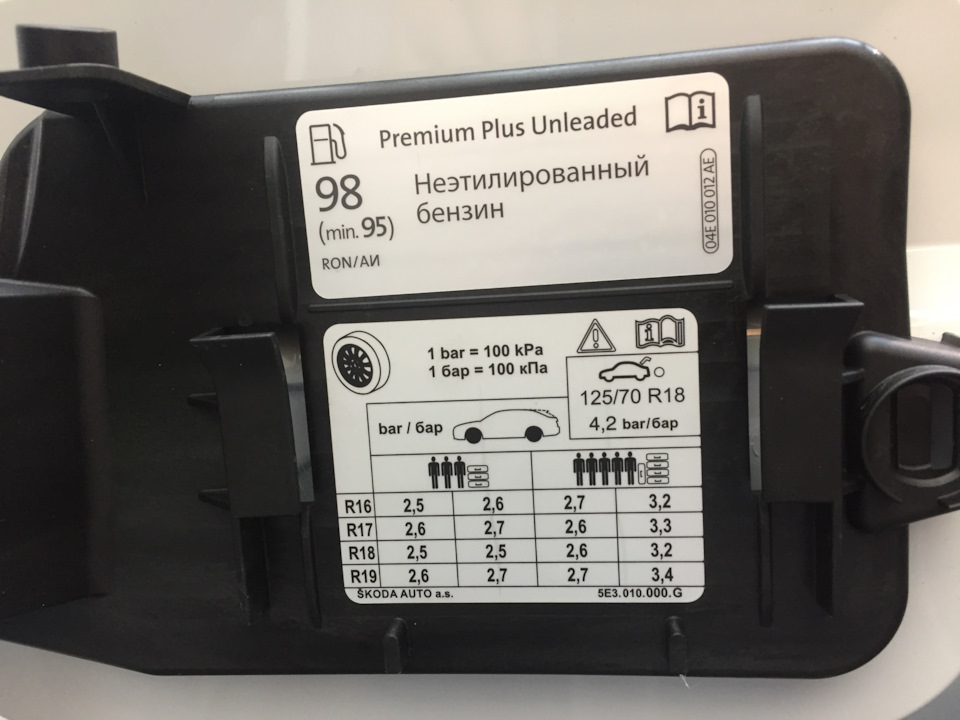 Premium Plus Unleaded
98
(min. 95)
RON/АИ
Неэтилированный
бензин
04E 010 012 AE
1 bar = 100 kPa
1 бар = 100 кПа
125/70 R18
4,2 bar/бар
bar / бар
R16 2,5 2,6 2,7 3,2
R17 2,6 2,7 2,6 3,3
R18 2,5 2,5 2,6 3,2
R19 2,6 2,7 2,7 3,4
ŠKODA AUTO a.s. 5E3.010.000.G